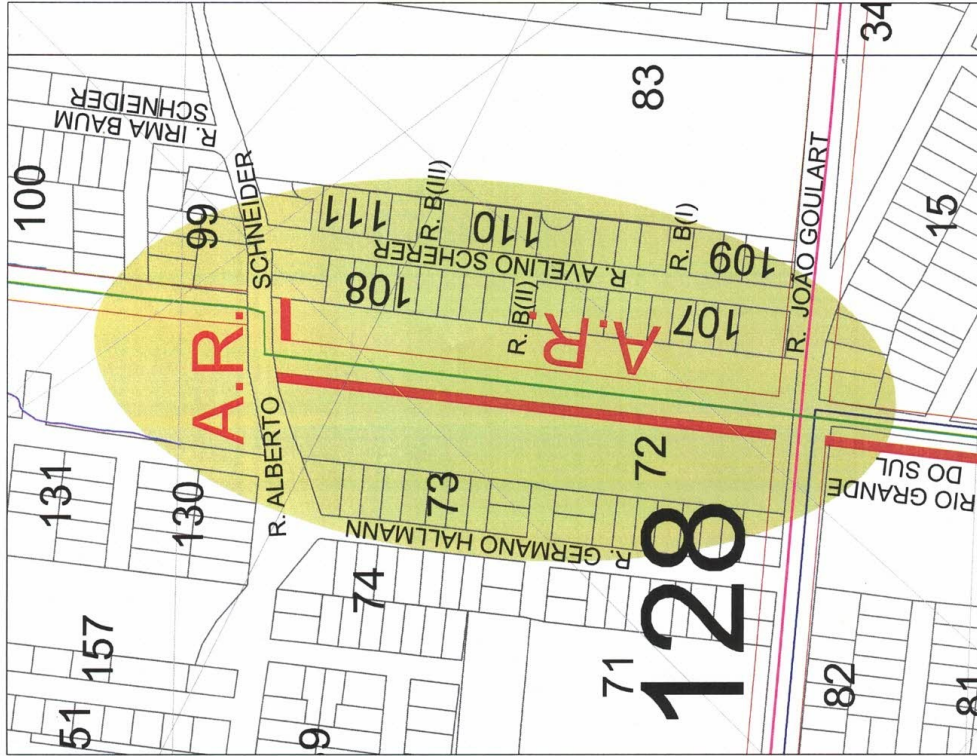 34
83
R. IRMA BAUM
SCHNEIDER
100
99
SCHNEIDER
111
R. B(III)
110
R. AVELINO SCHERER
R. B(I)
109
R. JOÃO GOULART
15
108
R. B(II)
107
A.R.
A.R.
R. ALBERTO
131
130
73
72
R. GERMANO HALLMANN
RIO GRANDE
DO SUL
128
74
71
157
51
82
81